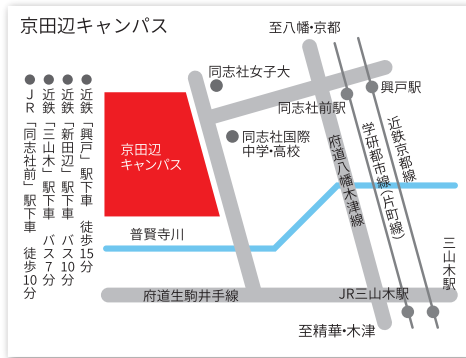 京田辺キャンパス
至八幡・京都
●近鉄「興戸」駅下車 徒歩15分
●近鉄「新田辺」駅下車 バス10分
●近鉄「三山木」駅下車 バス7分
●JR「同志社前」駅下車 徒歩10分
同志社女子大
興戸駅
同志社前駅
同志社国際
中学・高校
京田辺
キャンパス
府道八幡木津線
学研都市線(片町線)
近鉄京都線
普賢寺川
三山木駅
府道生駒井手線
JR三山木駅
至精華・木津